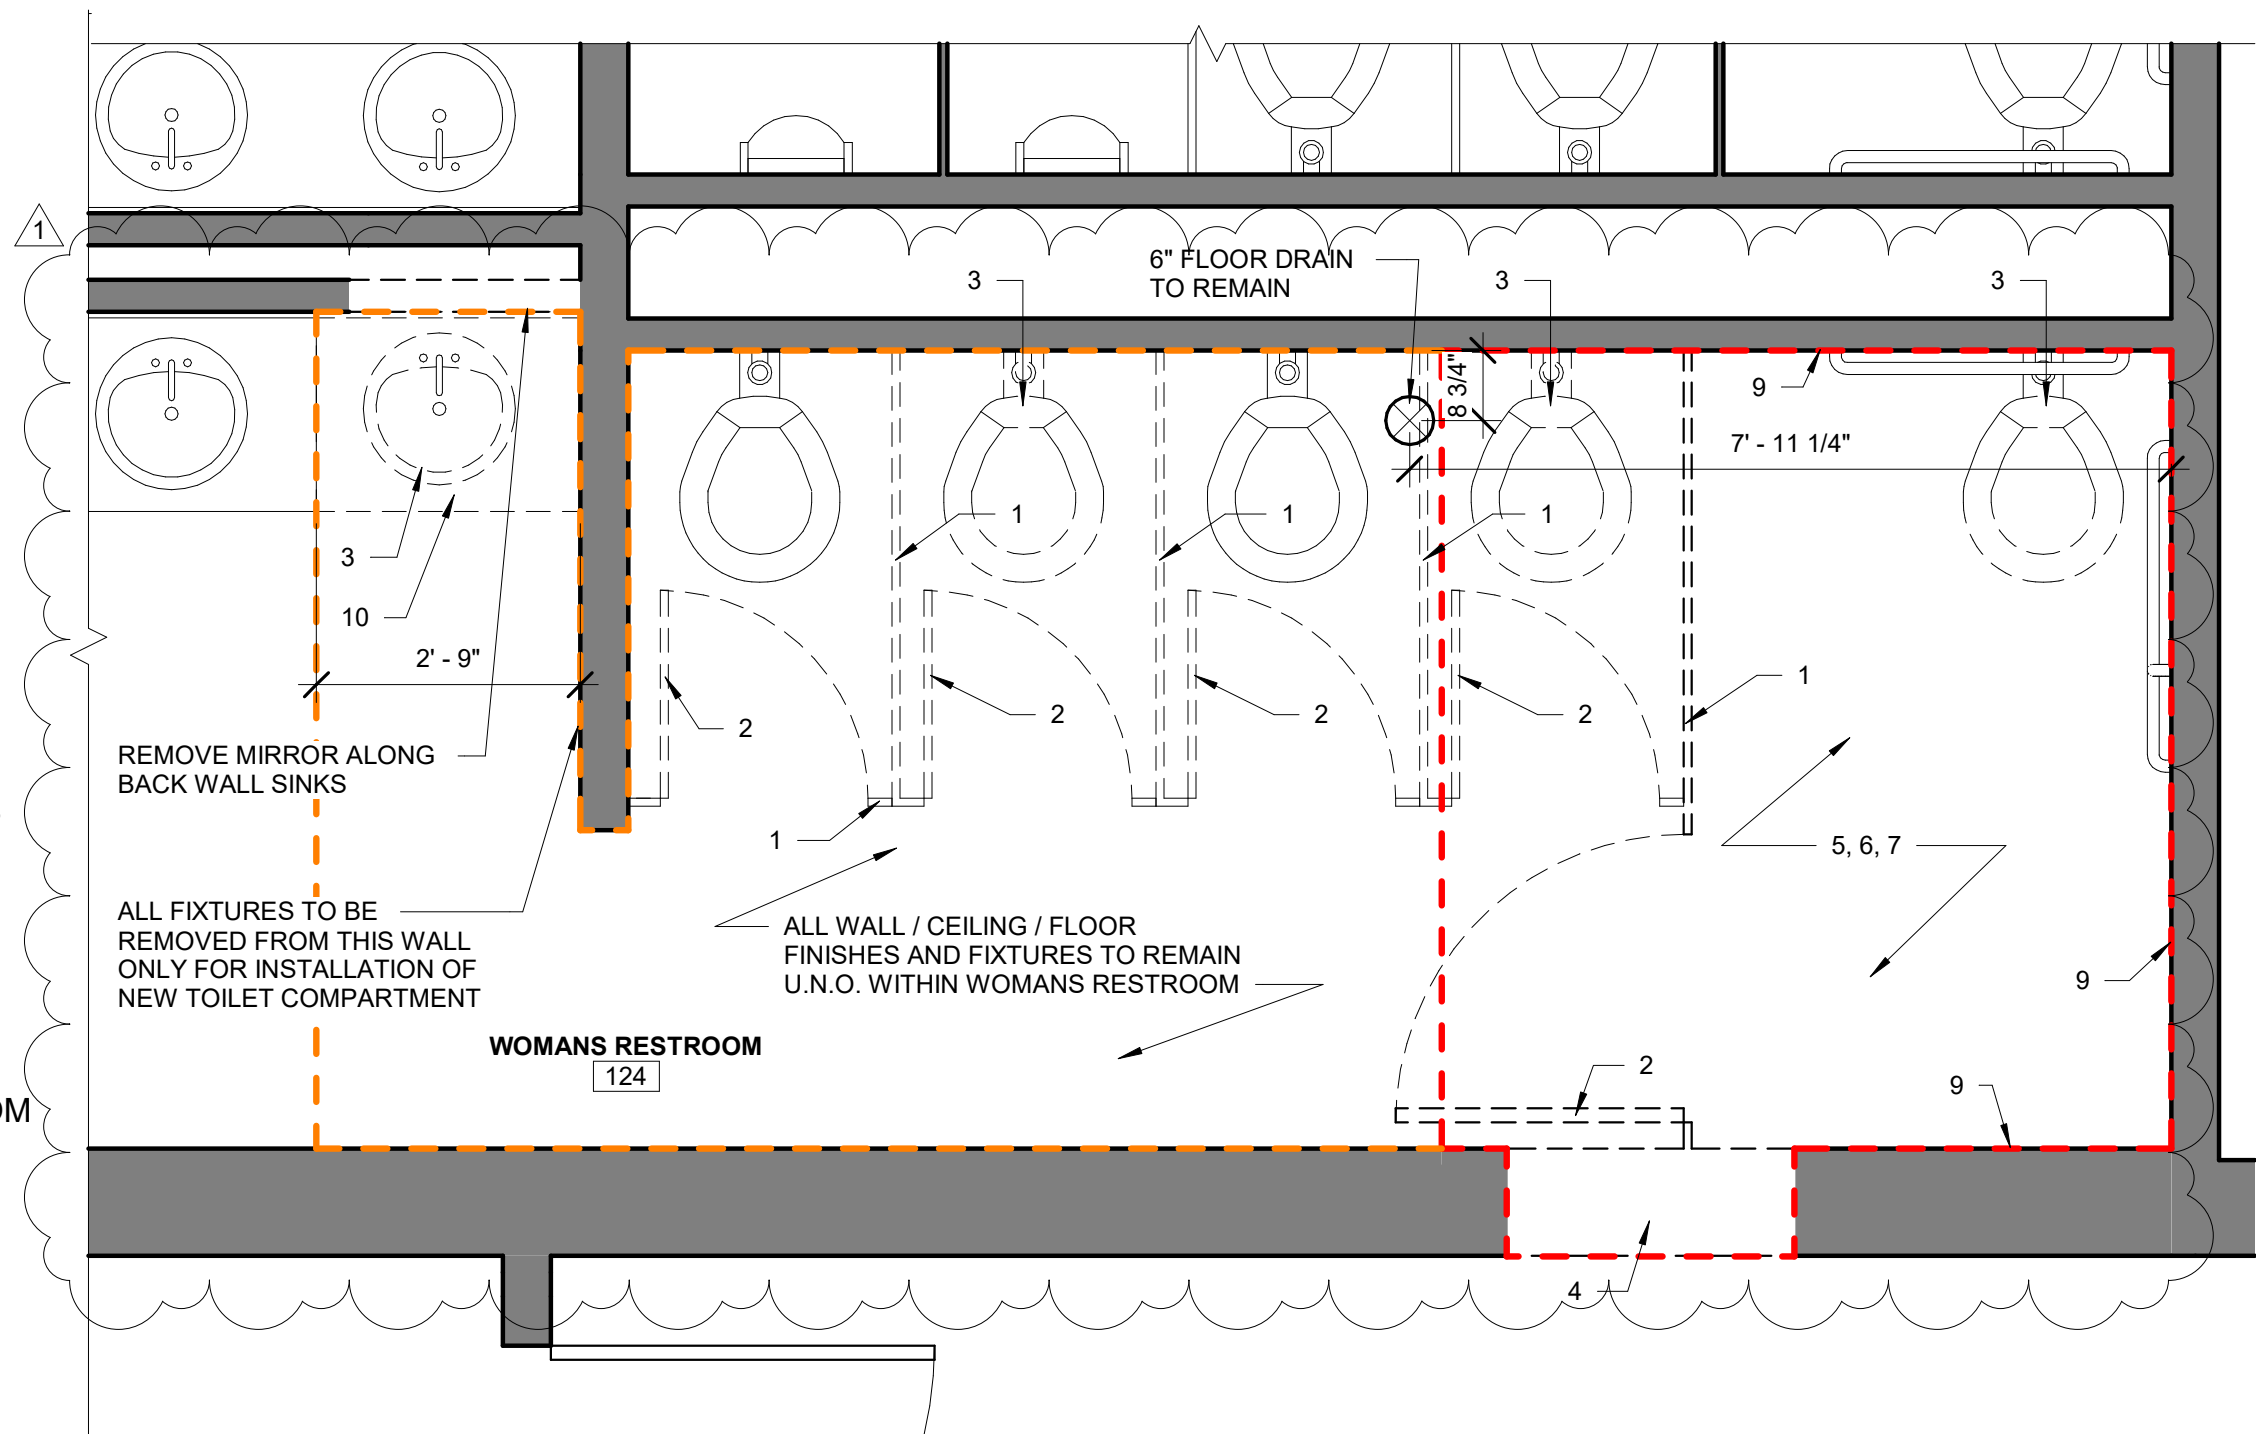 1
6" FLOOR DRAIN
TO REMAIN
3
3
3
9
8 3/4"
7' - 11 1/4"
1
1
1
3
10
2' - 9"
2
2
2
2
1
REMOVE MIRROR ALONG
BACK WALL SINKS
1
5, 6, 7
ALL FIXTURES TO BE
REMOVED FROM THIS WALL
ONLY FOR INSTALLATION OF
NEW TOILET COMPARTMENT
ALL WALL / CEILING / FLOOR
FINISHES AND FIXTURES TO REMAIN
U.N.O. WITHIN WOMANS RESTROOM
9
WOMANS RESTROOM
124
2
9
OM
4